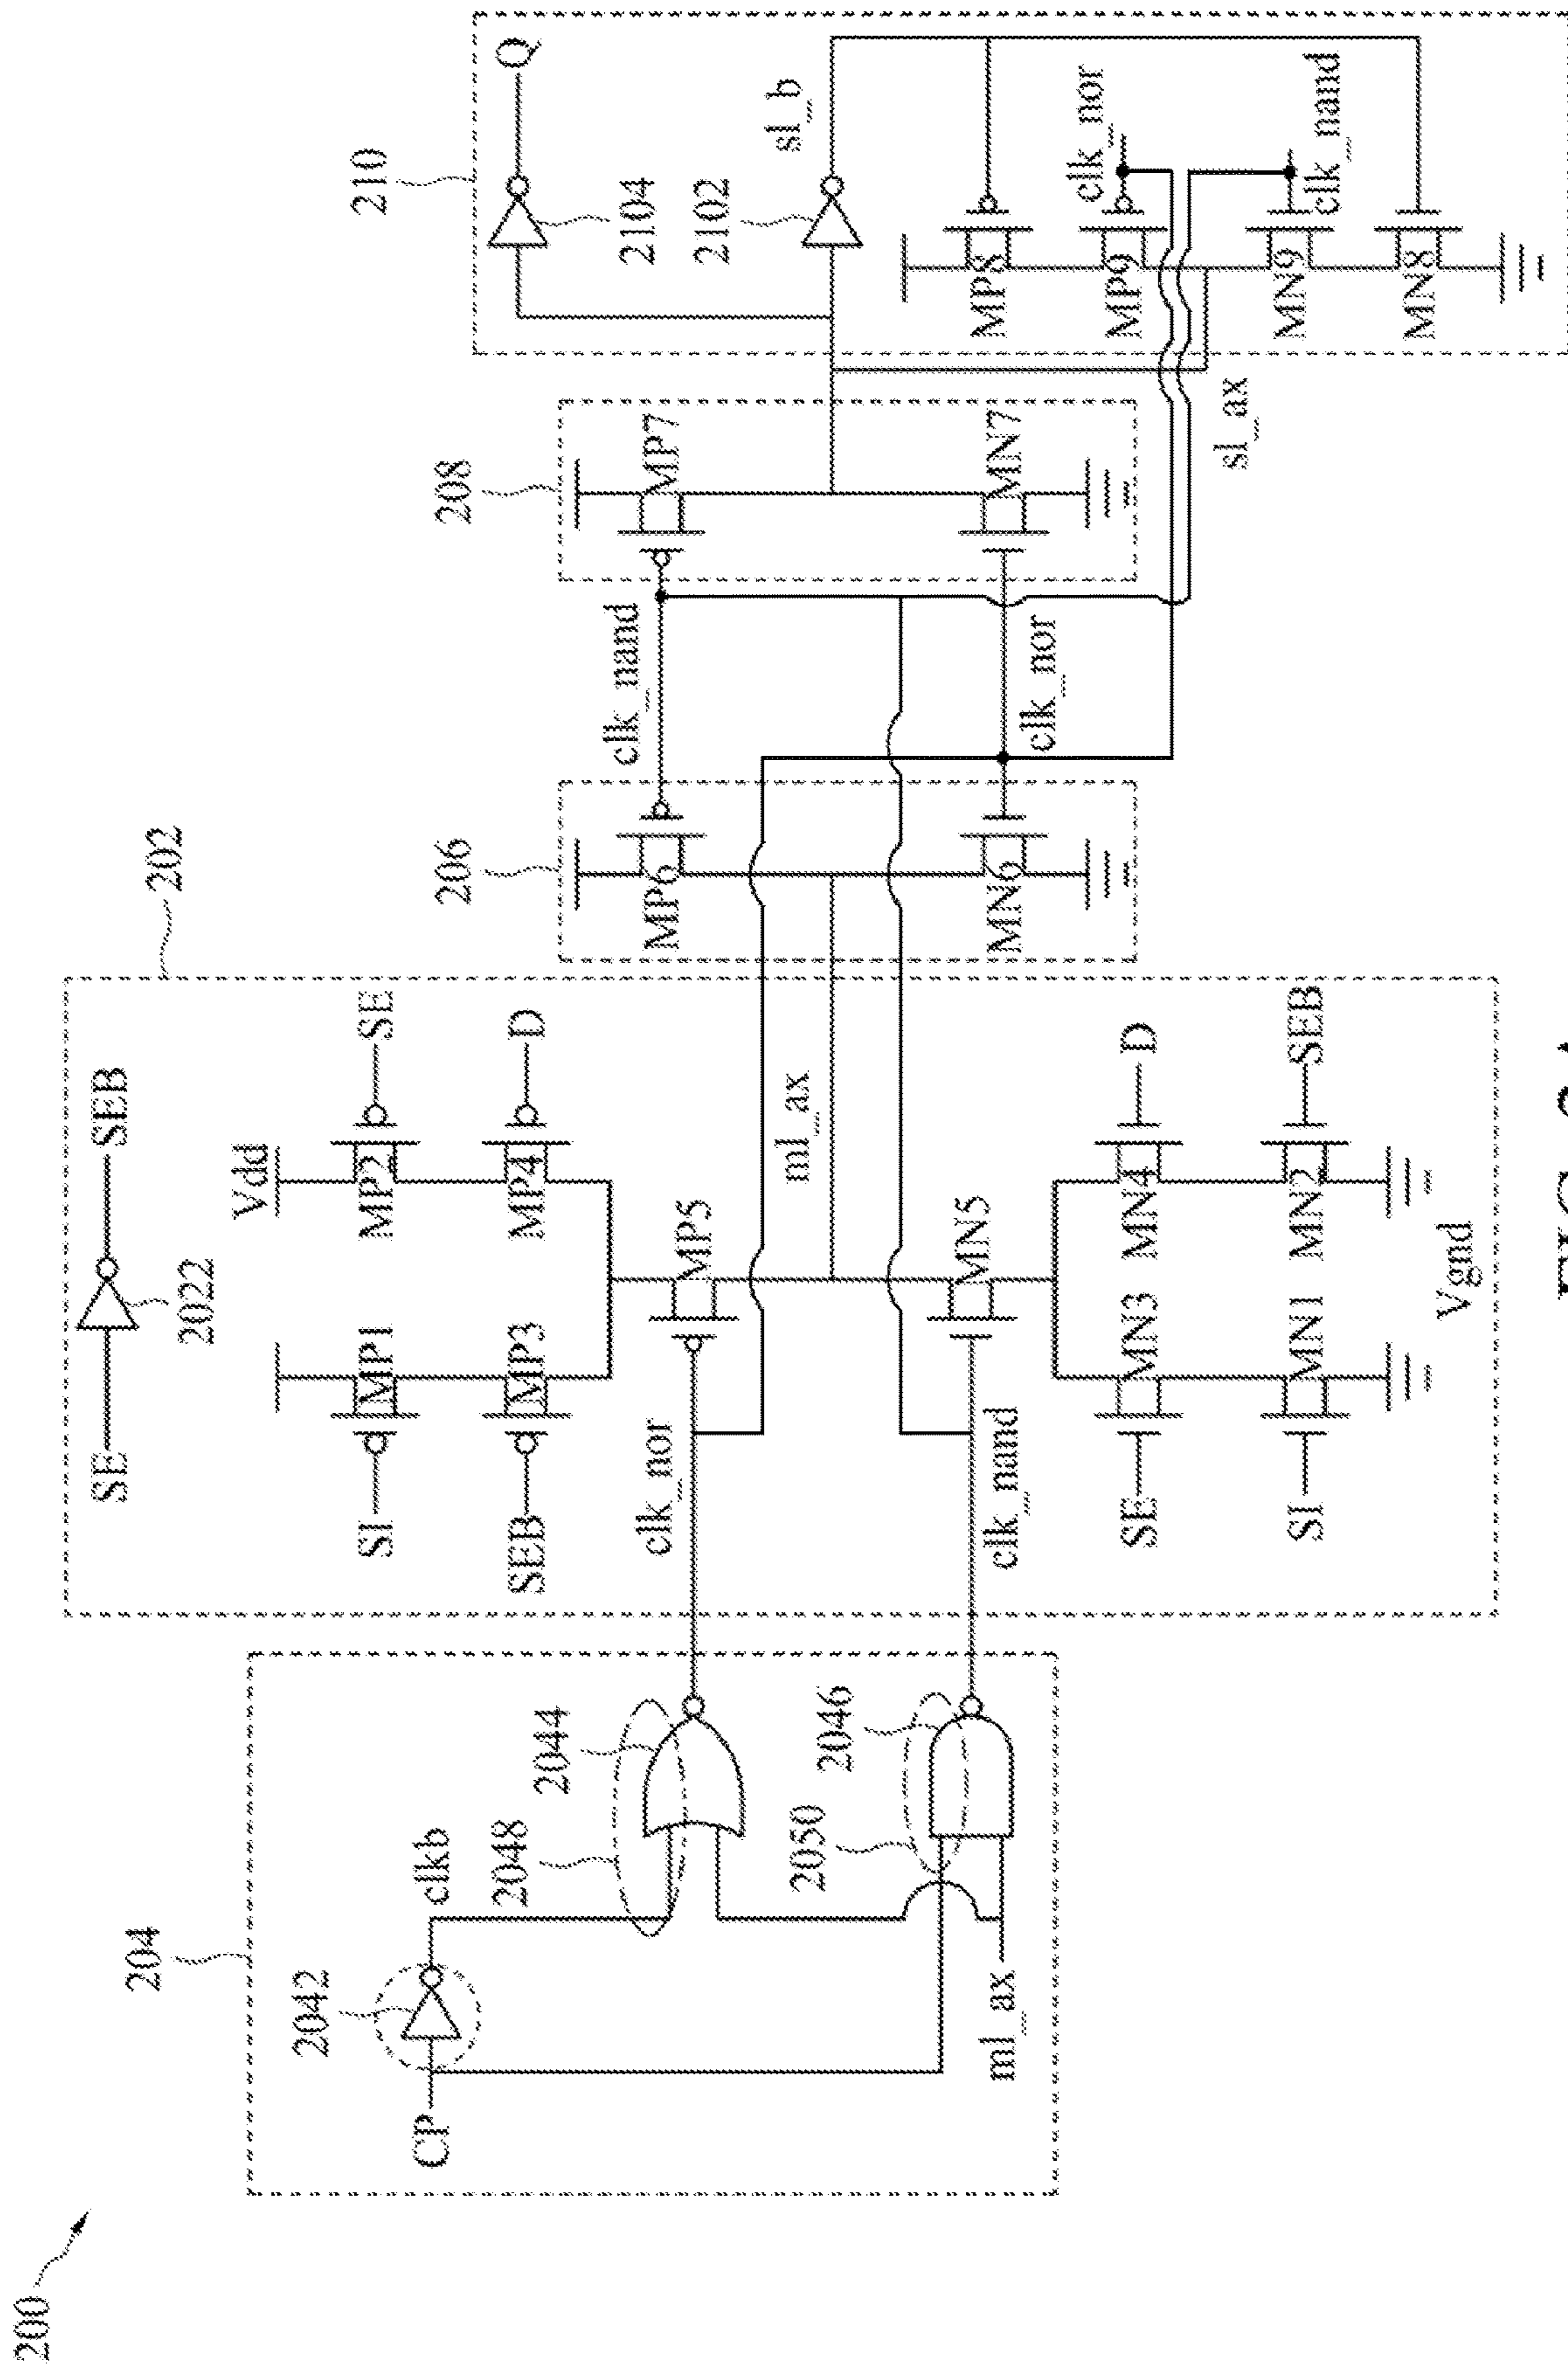 200
204
CP
2042
clkb
2048
2044
2050
2046
ml_ax
202
SE
2022
SEB
Vdd
SI
MP1
MP2
SE
SEB
MP3
MP4
D
clk_nor
MP5
ml_ax
clk_nand
MN5
SE
MN3
MN4
D
SI
MN1
MN2
SEB
Vgnd
206
MP6
MN6
clk_nand
clk_nor
208
MP7
MN7
sl_ax
210
Q
2104
2102
sl_b
MP8
MP9
clk_nor
MN9
clk_nand
MN8